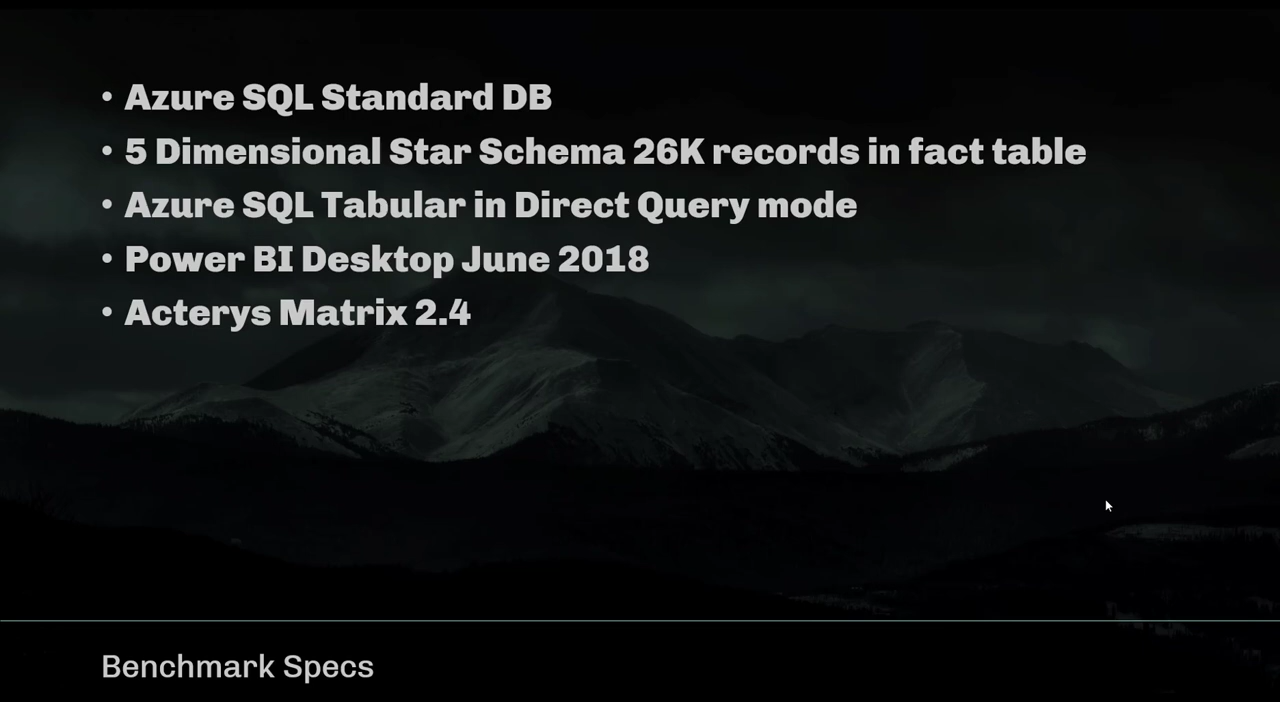 • Azure SQL Standard DB
• 5 Dimensional Star Schema 26K records in fact table
• Azure SQL Tabular in Direct Query mode
• Power BI Desktop June 2018
• Acterys Matrix 2.4
Benchmark Specs